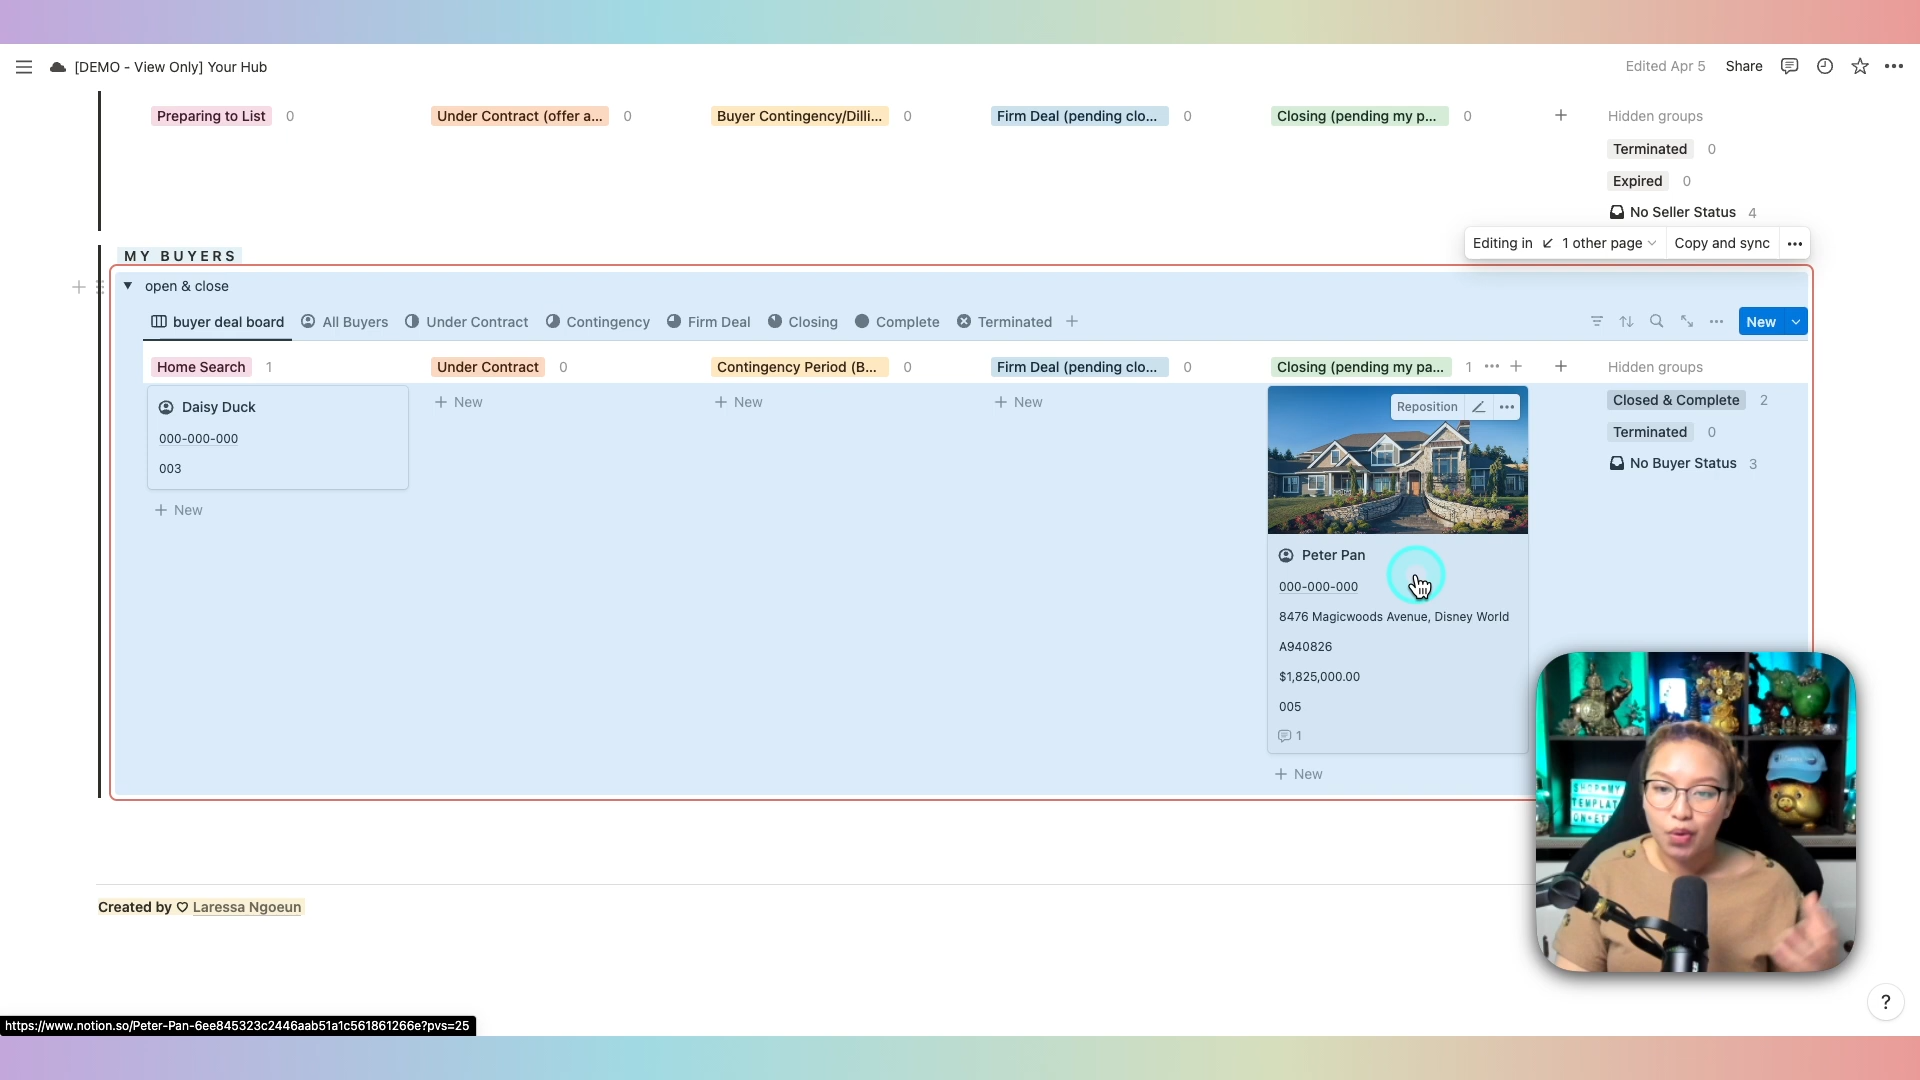 [DEMO - View Only] Your Hub
Edited Apr 5
Share
Preparing to List 0
Under Contract (offer a... 0
Buyer Contingency/Dilli... 0
Firm Deal (pending clo... 0
Closing (pending my p... 0
Hidden groups
Terminated 0
Expired 0
No Seller Status 4
MY BUYERS
Editing in 1 other page
Copy and sync
open & close
buyer deal board
All Buyers
Under Contract
Contingency
Firm Deal
Closing
Complete
Terminated
New
Home Search 1
Under Contract 0
Contingency Period (B... 0
Firm Deal (pending clo... 0
Closing (pending my pa... 1
Hidden groups
Daisy Duck
000-000-000
003
New
New
New
New
Reposition
Peter Pan
000-000-000
8476 Magicwoods Avenue, Disney World
A940826
$1,825,000.00
005
1
New
Closed & Complete 2
Terminated 0
No Buyer Status 3
SHOP MY
TEMPLAT
ON ET
Created by ♡ Laressa Ngoeun
?
https://www.notion.so/Peter-Pan-6ee845323c2446aab51a1c561861266e?pvs=25